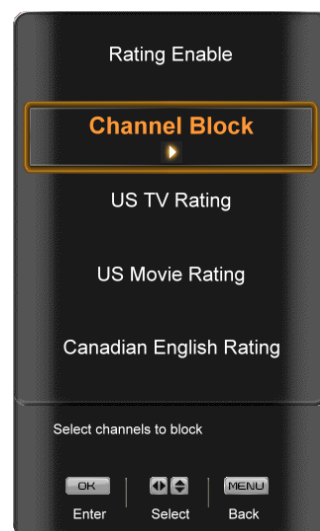 Rating Enable
Channel Block
US TV Rating
US Movie Rating
Canadian English Rating
Select channels to block
OK MENU
Enter Select Back